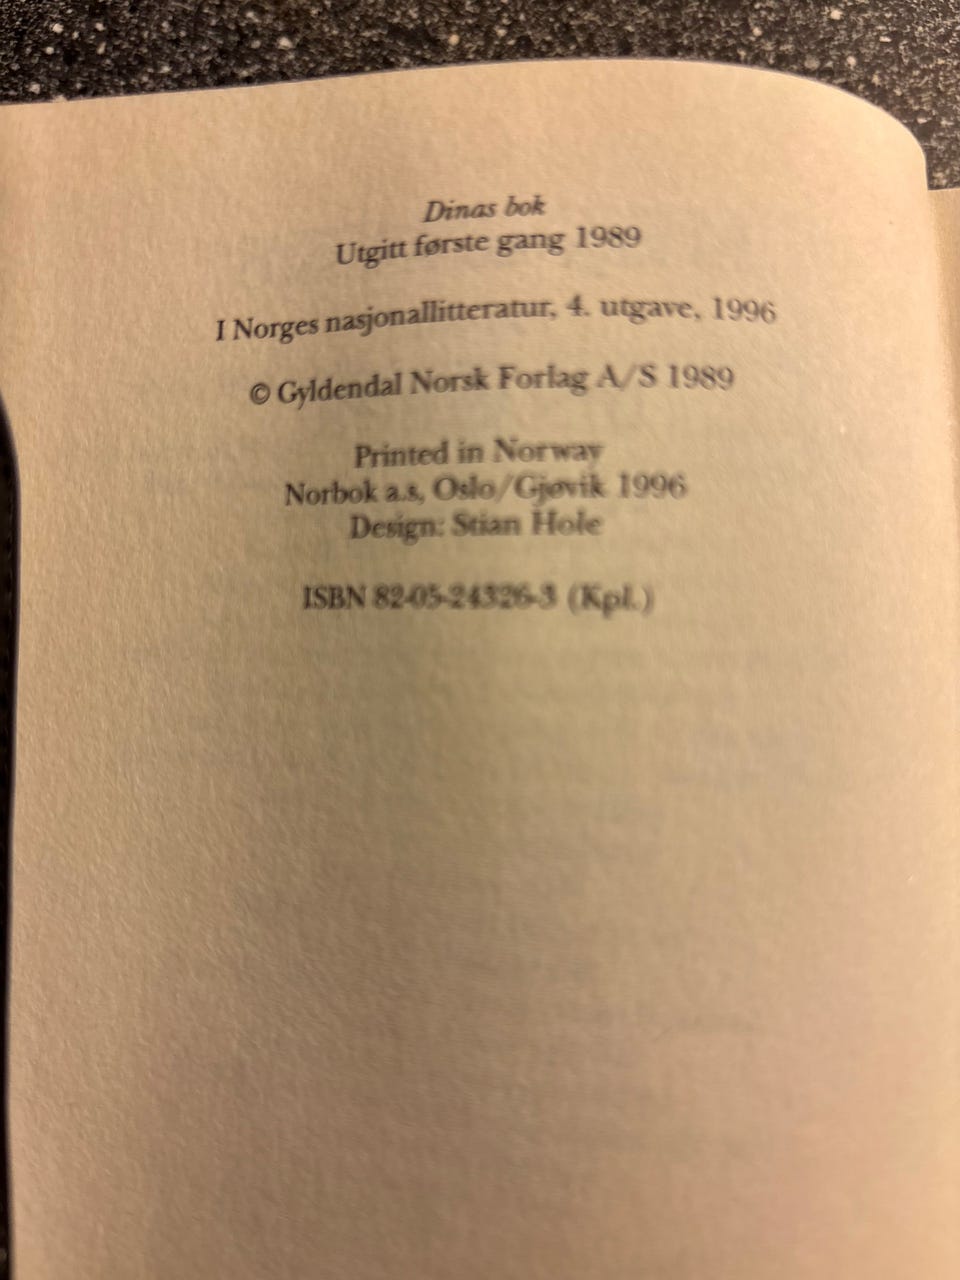 Dinas bok
Utgitt første gang 1989
I Norges nasjonallitteratur, 4. utgave, 1996
© Gyldendal Norsk Forlag A/S 1989
Printed in Norway
Norbok a.s, Oslo/Gjøvik 1996
Design: Stian Hole
ISBN 82-05-24326-3 (Kpl.)